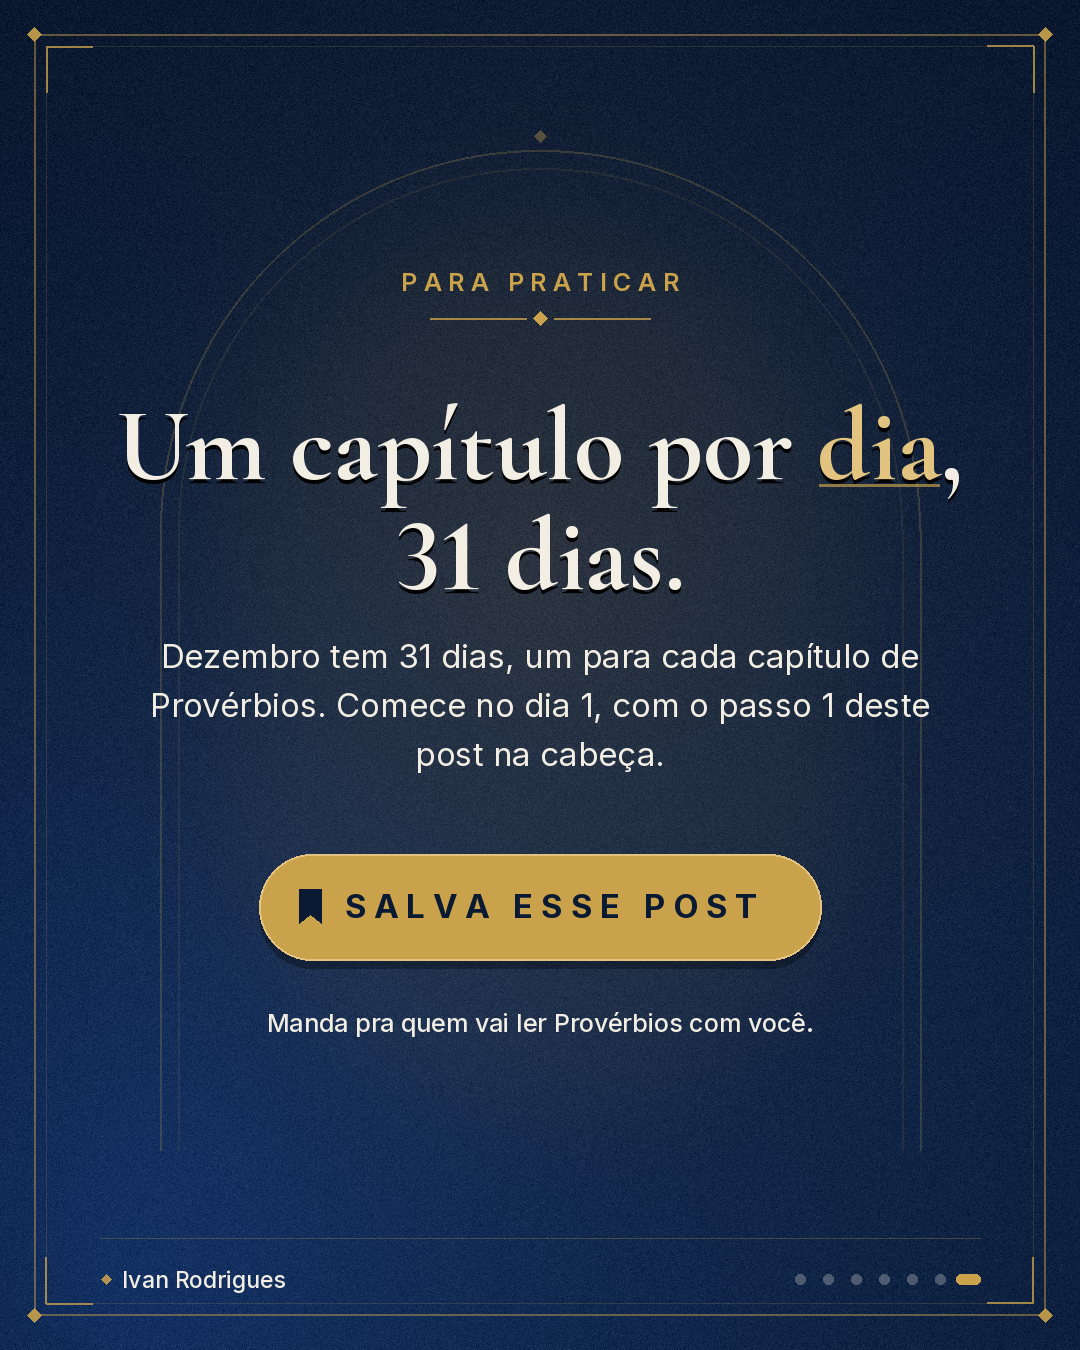 PARA PRATICAR
Um capítulo por dia,
31 dias.
Dezembro tem 31 dias, um para cada capítulo de
Provérbios. Comece no dia 1, com o passo 1 deste
post na cabeça.
SALVA ESSE POST
Manda pra quem vai ler Provérbios com você.
Ivan Rodrigues